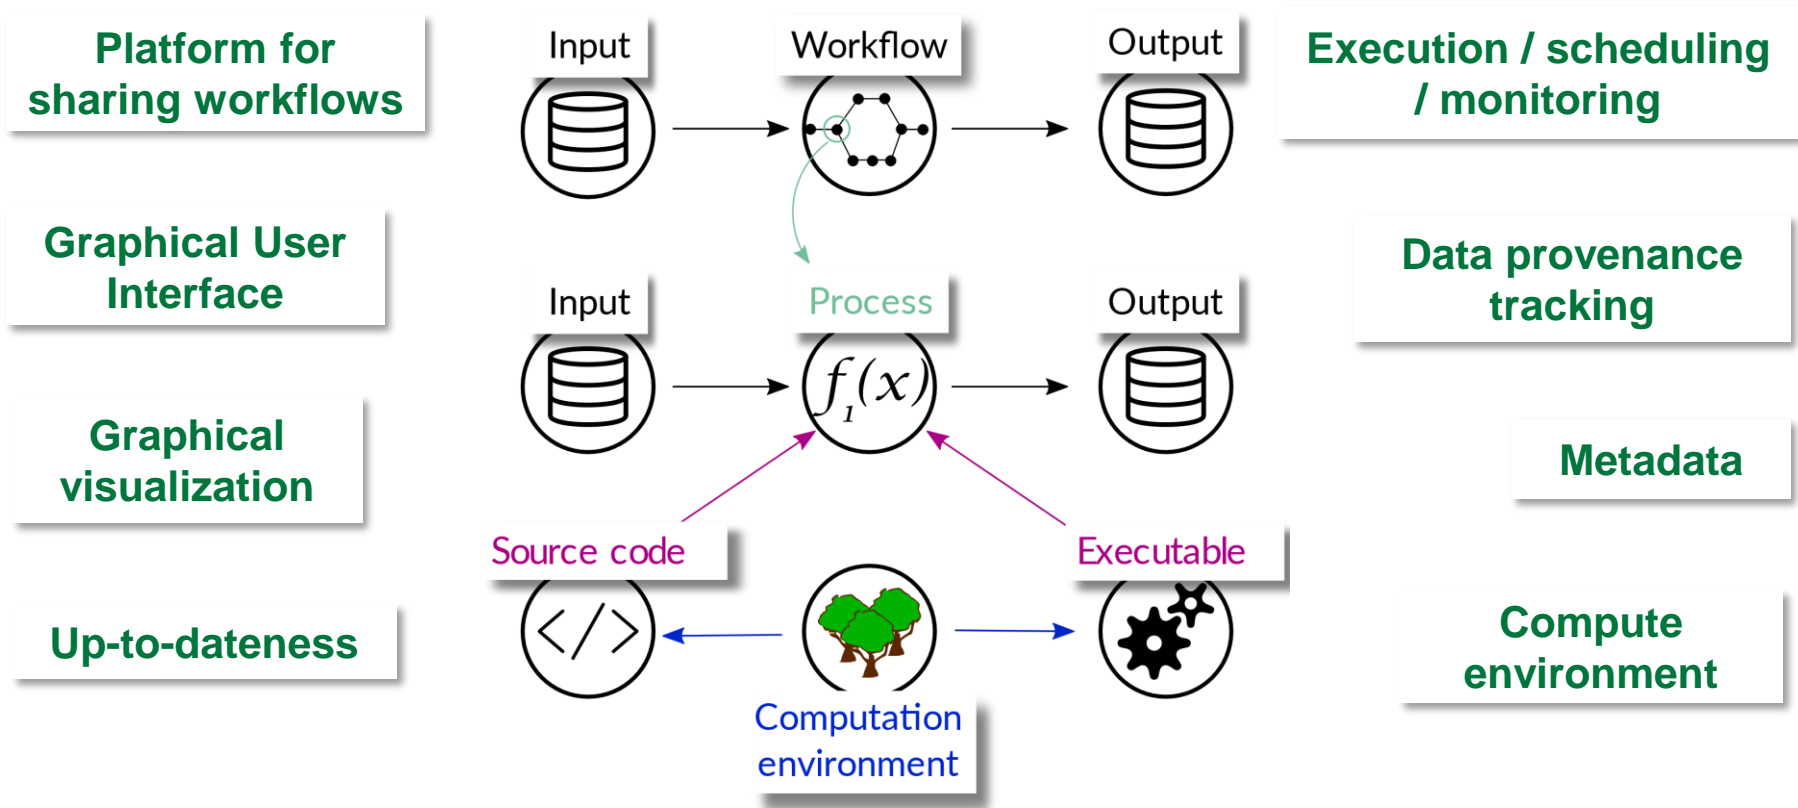 Platform for
sharing workflows
Input
Workflow
Output
Execution / scheduling
/ monitoring
Graphical User
Interface
Input
Process
Output
Data provenance
tracking
f₁(x)
Graphical
visualization
Metadata
Source code
Executable
Up-to-dateness
</>
Compute
environment
Computation
environment